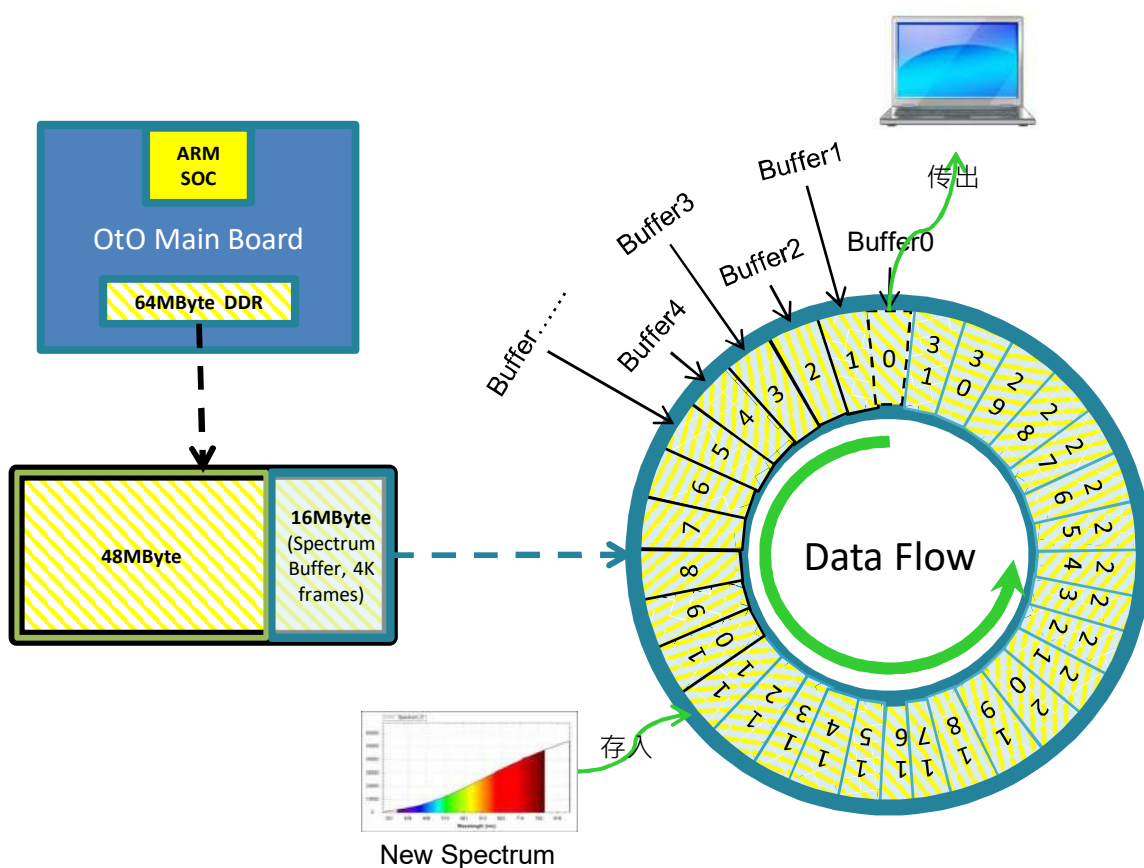 ARM
SOC
OtO Main Board
64MByte DDR
48MByte
16MByte
(Spectrum
Buffer, 4K
frames)
传出
Buffer0
Buffer1
Buffer2
Buffer3
Buffer4
Buffer......
0
1
2
3
4
5
6
7
8
9
10
11
12
13
14
15
16
17
18
19
20
21
22
23
24
25
26
27
28
29
30
31
Data Flow
存入
Wavelength (nm)
New Spectrum